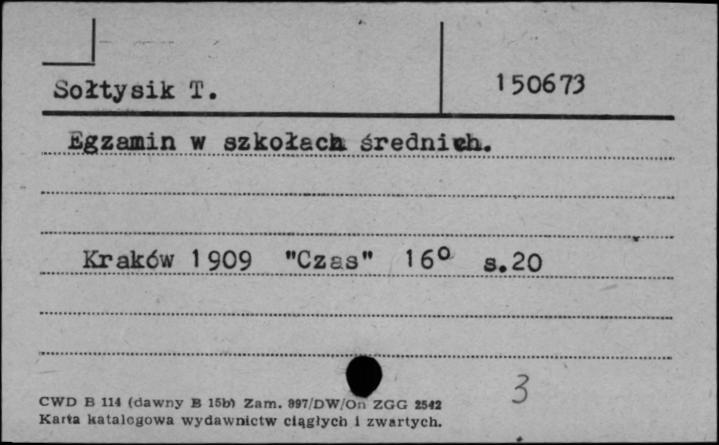 Sołtysik T. 150673
Egzamin w szkołach średnich.
Kraków 1909 "Czas" 16° s.20
3
CWD B 114 (dawny B 15b) Zam. 897/DW/On ZGG 2542
Karta katalogowa wydawnictw ciągłych i zwartych.